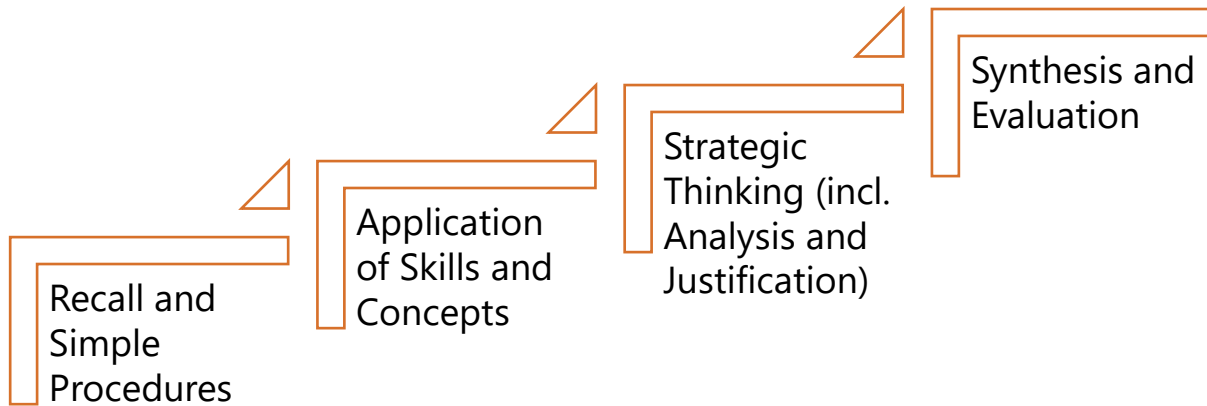 Recall and
Simple
Procedures
Application
of Skills and
Concepts
Strategic
Thinking (incl.
Analysis and
Justification)
Synthesis and
Evaluation